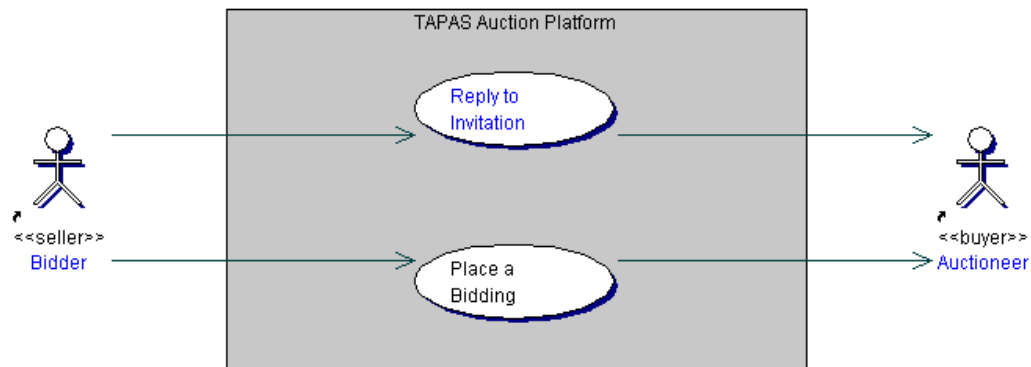 TAPAS Auction Platform
Reply to
Invitation
<<seller>>
Bidder
<<buyer>>
Auctioneer
Place a
Bidding